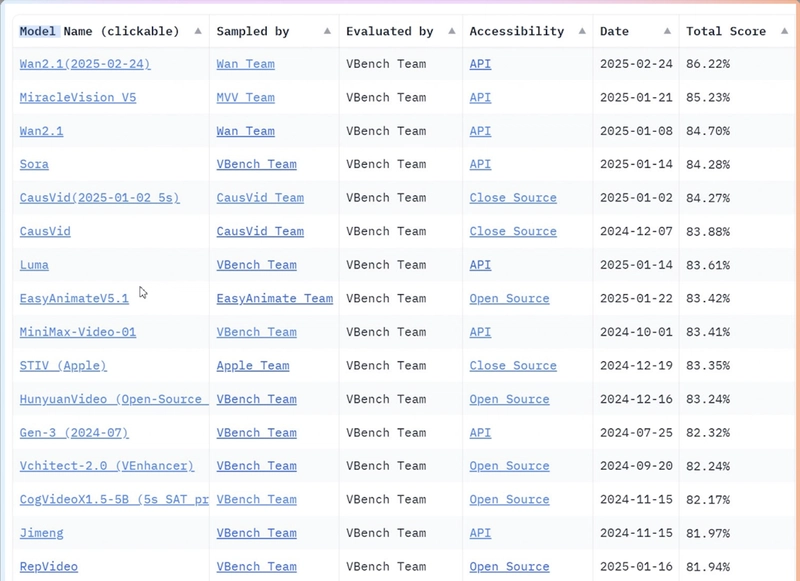 Model Name (clickable) ▲ Sampled by ▲ Evaluated by ▲ Accessibility ▲ Date ▲ Total Score ▲
Wan2.1(2025-02-24) Wan Team VBench Team API 2025-02-24 86.22%
MiracleVision V5 MVV Team VBench Team API 2025-01-21 85.23%
Wan2.1 Wan Team VBench Team API 2025-01-08 84.70%
Sora VBench Team VBench Team API 2025-01-14 84.28%
CausVid(2025-01-02 5s) CausVid Team VBench Team Close Source 2025-01-02 84.27%
CausVid CausVid Team VBench Team Close Source 2024-12-07 83.88%
Luma VBench Team VBench Team API 2025-01-14 83.61%
EasyAnimateV5.1 EasyAnimate Team VBench Team Open Source 2025-01-22 83.42%
MiniMax-Video-01 VBench Team VBench Team API 2024-10-01 83.41%
STIV (Apple) Apple Team VBench Team Close Source 2024-12-19 83.35%
HunyuanVideo (Open-Source VBench Team VBench Team Open Source 2024-12-16 83.24%
Gen-3 (2024-07) VBench Team VBench Team API 2024-07-25 82.32%
Vchitect-2.0 (VEnhancer) VBench Team VBench Team Open Source 2024-09-20 82.24%
CogVideoX1.5-5B (5s SAT pr VBench Team VBench Team Open Source 2024-11-15 82.17%
Jimeng VBench Team VBench Team API 2024-11-15 81.97%
RepVideo VBench Team VBench Team Open Source 2025-01-16 81.94%